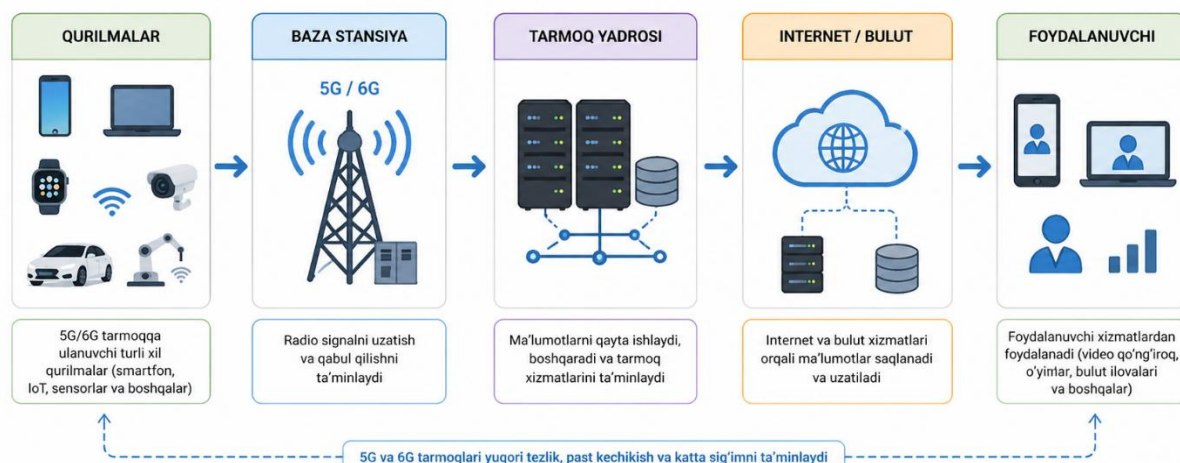 QURILMALAR
BAZA STANSIYA
TARMOQ YADROSI
INTERNET / BULUT
FOYDALANUVCHI
5G / 6G
5G/6G tarmoqqa
ulanuvchi turli xil
qurilmalar (smartfon,
IoT, sensorlar va boshqalar)
Radio signalni uzatish
va qabul qilishni
ta'minlaydi
Ma'lumotlarni qayta ishlaydi,
boshqaradi va tarmoq
xizmatlarini ta'minlaydi
Internet va bulut xizmatlari
orqali ma'lumotlar saqlanadi
va uzatiladi
Foydalanuvchi xizmatlardan
foydalanadi (video qo'ng'iroq,
bulut ilovalari
va boshqalar)
5G va 6G tarmoqlari yuqori tezlik, past kechikish va katta sig'imni ta'minlaydi